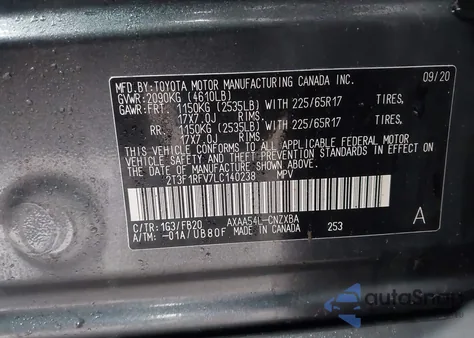 MFD.BY:TOYOTA MOTOR MANUFACTURING CANADA INC.
GVWR:2090KG (4610LB) 09/20
GAWR:FRT. 1150KG (2535LB) WITH 225/65R17 TIRES,
17X7.0J RIMS.
RR. 1150KG (2535LB) WITH 225/65R17 TIRES,
17X7.0J RIMS.
THIS VEHICLE CONFORMS TO ALL APPLICABLE FEDERAL MOTOR
VEHICLE SAFETY STANDARDS IN EFFECT ON THE DATE OF
MANUFACTURE SHOWN ABOVE.
2T3F1RFV7LC140238 MPV
C/TR:1G3/FB20 AXAA54L-CNZXBA A
A/TM: -01A/UB80F MADE IN CANADA 253
autoSnap